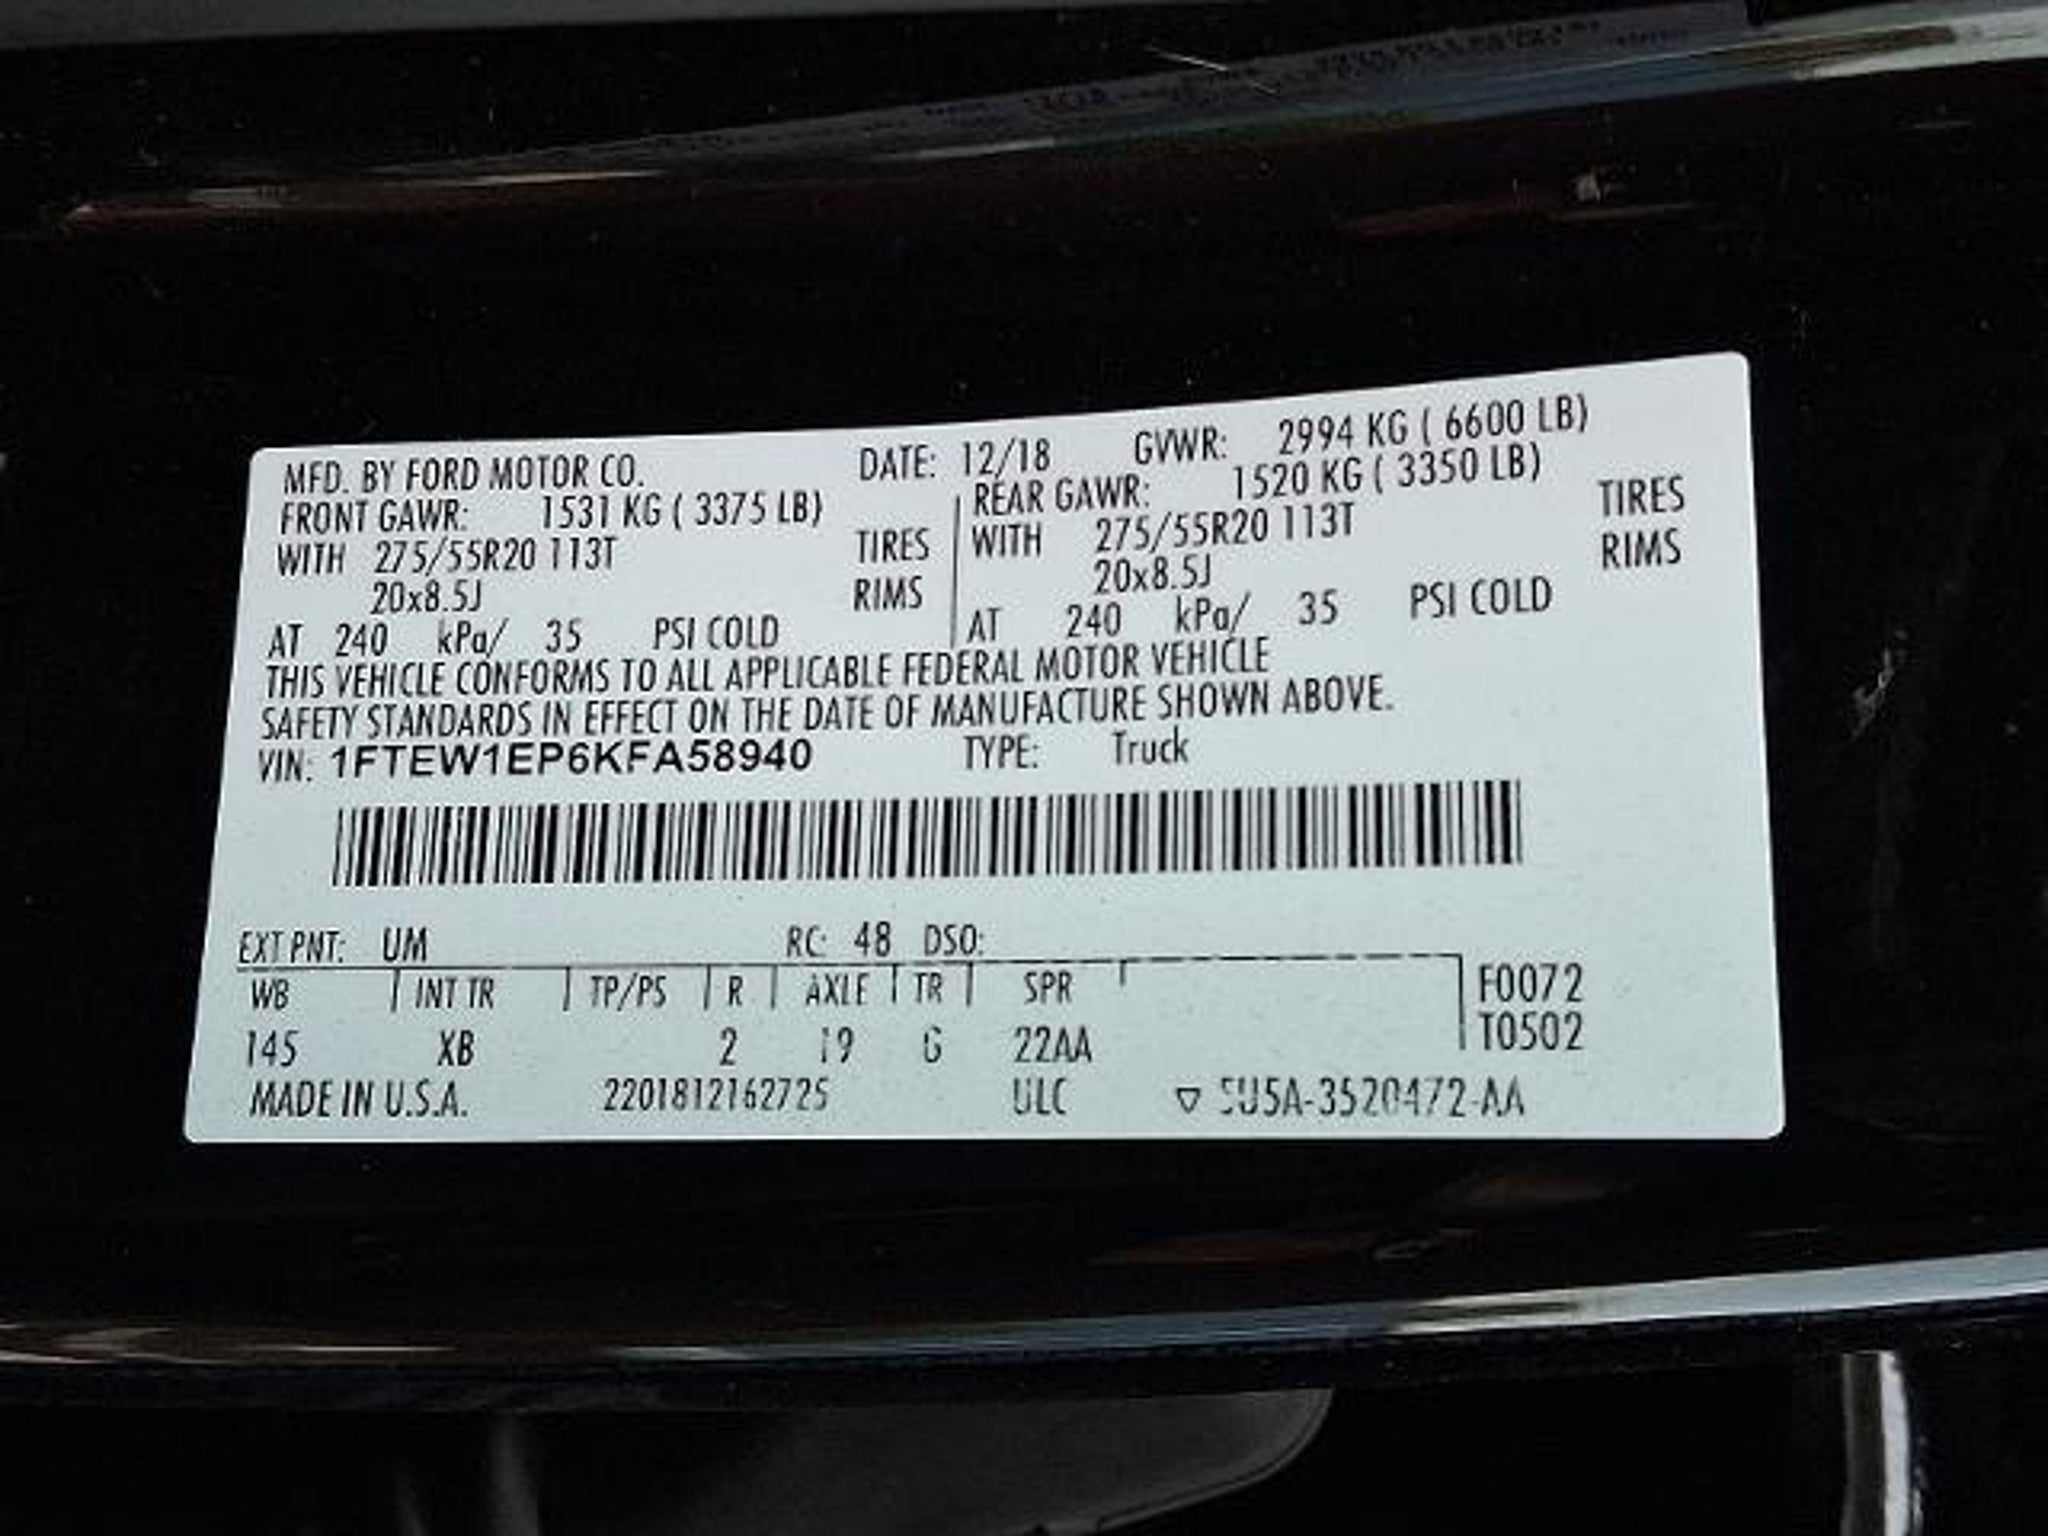 MFD. BY FORD MOTOR CO. DATE: 12/18 GVWR: 2994 KG ( 6600 LB)
FRONT GAWR: 1531 KG ( 3375 LB) REAR GAWR: 1520 KG ( 3350 LB)
WITH 275/55R20 113T TIRES WITH 275/55R20 113T TIRES
20x8.5J RIMS 20x8.5J RIMS
AT 240 kPa/ 35 PSI COLD AT 240 kPa/ 35 PSI COLD
THIS VEHICLE CONFORMS TO ALL APPLICABLE FEDERAL MOTOR VEHICLE
SAFETY STANDARDS IN EFFECT ON THE DATE OF MANUFACTURE SHOWN ABOVE.
VIN: 1FTEW1EP6KFA58940 TYPE: Truck
EXT PNT: UM RC: 48 DSO:
WB INT TR TP/PS R AXLE TR SPR F0072
145 XB 2 19 22AA T0502
MADE IN U.S.A. 2201812162725 ULC ▽ 5U5A-3520472-AA